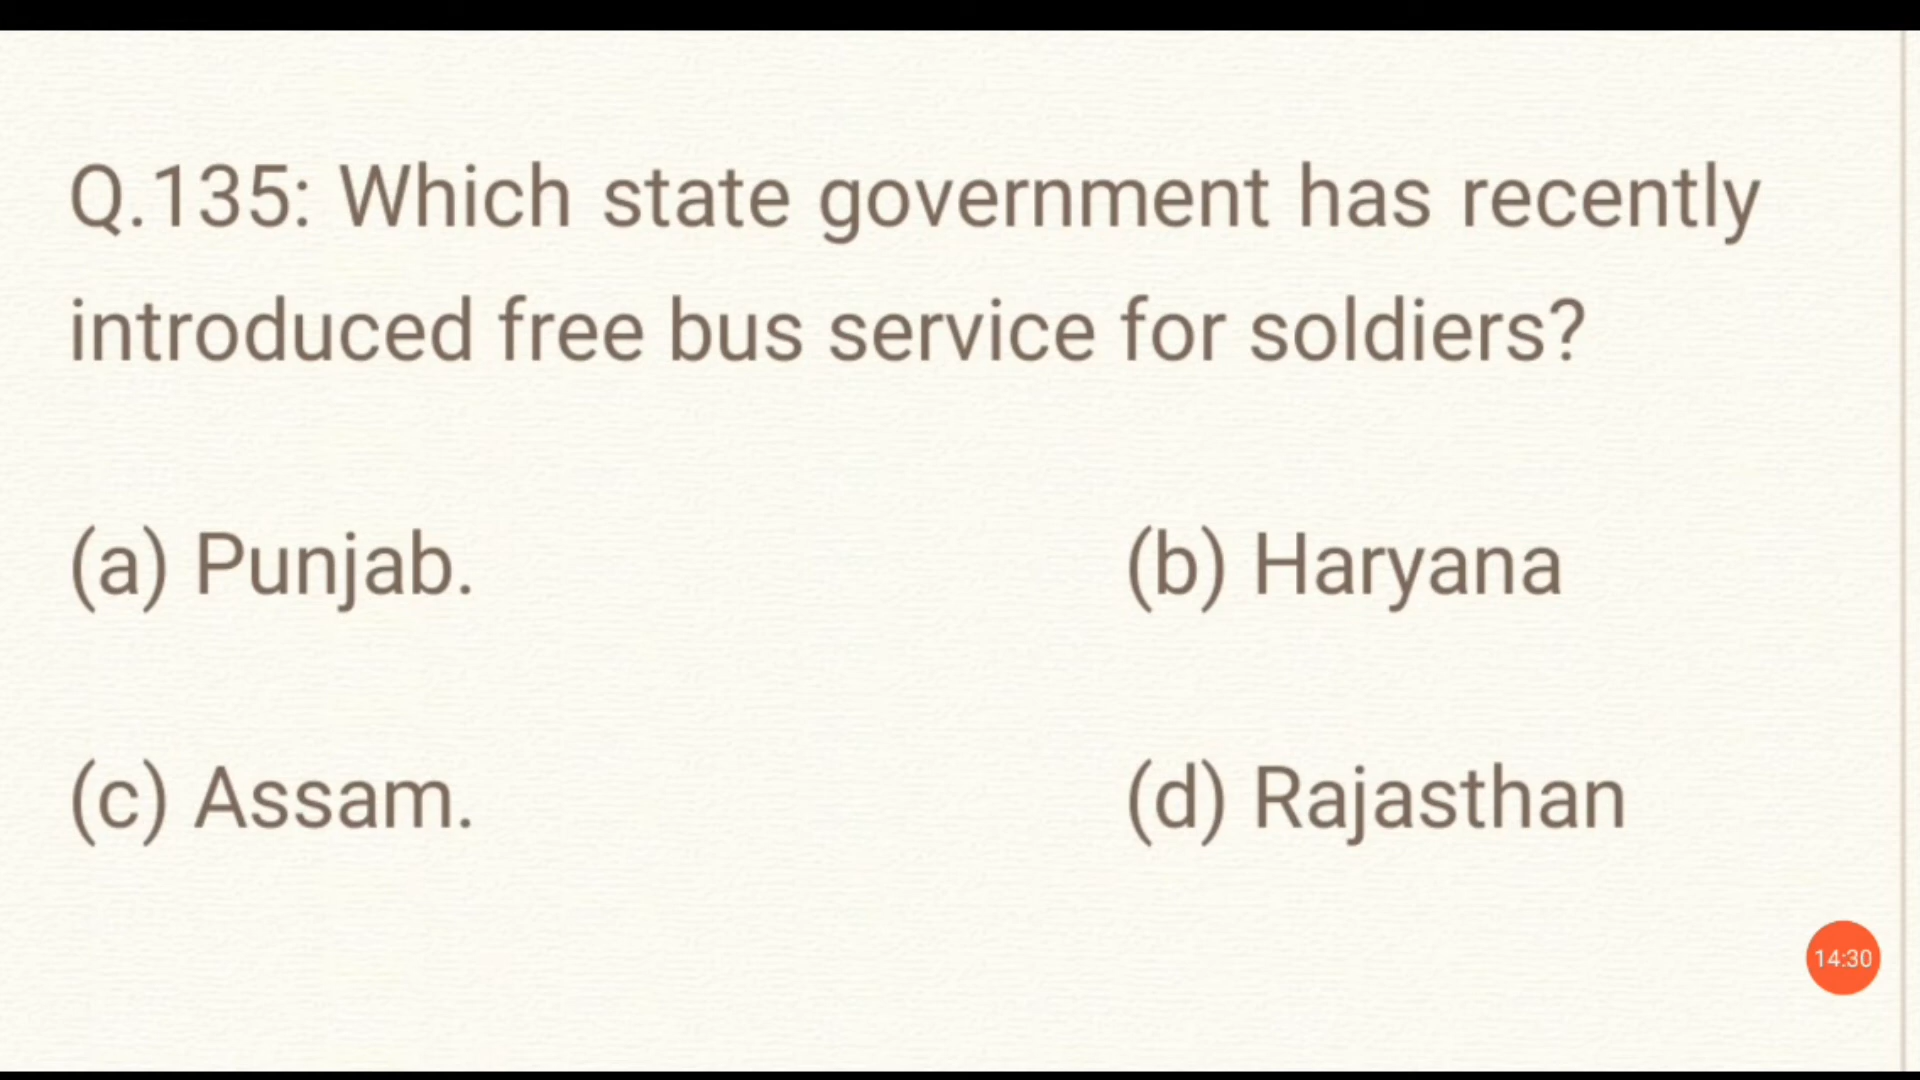 Q.135: Which state government has recently
introduced free bus service for soldiers?
(a) Punjab. (b) Haryana
(c) Assam. (d) Rajasthan
14:30